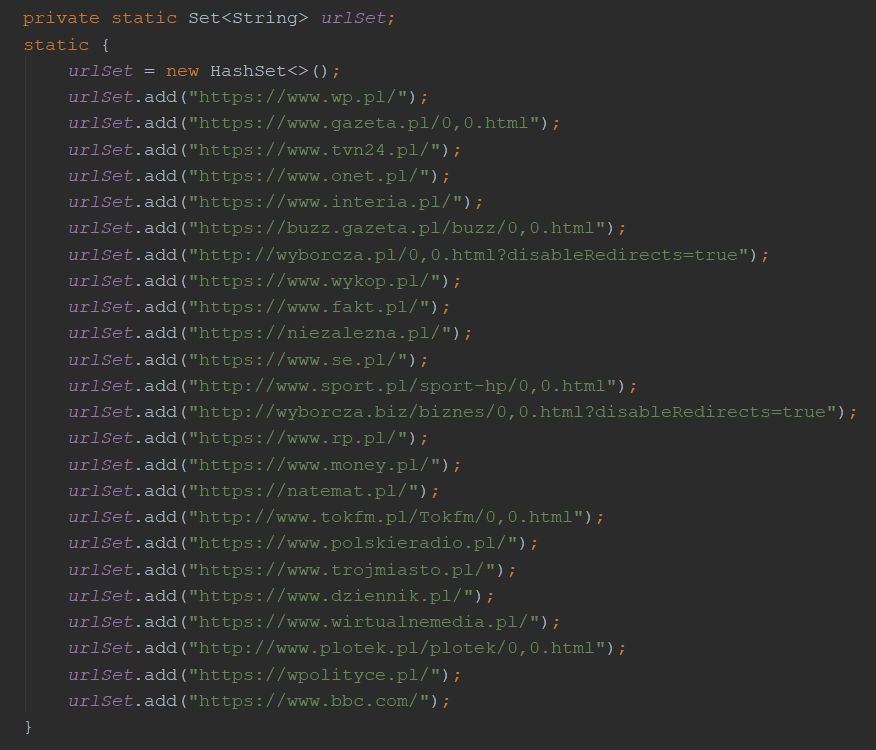 private static Set<String> urlSet;
static {
urlSet = new HashSet<>();
urlSet.add("https://www.wp.pl/");
urlSet.add("https://www.gazeta.pl/0,0.html");
urlSet.add("https://www.tvn24.pl/");
urlSet.add("https://www.onet.pl/");
urlSet.add("https://www.interia.pl/");
urlSet.add("https://buzz.gazeta.pl/buzz/0,0.html");
urlSet.add("http://wyborcza.pl/0,0.html?disableRedirects=true");
urlSet.add("https://www.wykop.pl/");
urlSet.add("https://www.fakt.pl/");
urlSet.add("https://niezalezna.pl/");
urlSet.add("https://www.se.pl/");
urlSet.add("http://www.sport.pl/sport-hp/0,0.html");
urlSet.add("http://wyborcza.biz/biznes/0,0.html?disableRedirects=true");
urlSet.add("https://www.rp.pl/");
urlSet.add("https://www.money.pl/");
urlSet.add("https://natemat.pl/");
urlSet.add("http://www.tokfm.pl/Tokfm/0,0.html");
urlSet.add("https://www.polskieradio.pl/");
urlSet.add("https://www.trojmiasto.pl/");
urlSet.add("https://www.dziennik.pl/");
urlSet.add("https://www.wirtualnemedia.pl/");
urlSet.add("http://www.plotek.pl/plotek/0,0.html");
urlSet.add("https://wpolityce.pl/");
urlSet.add("https://www.bbc.com/");
}